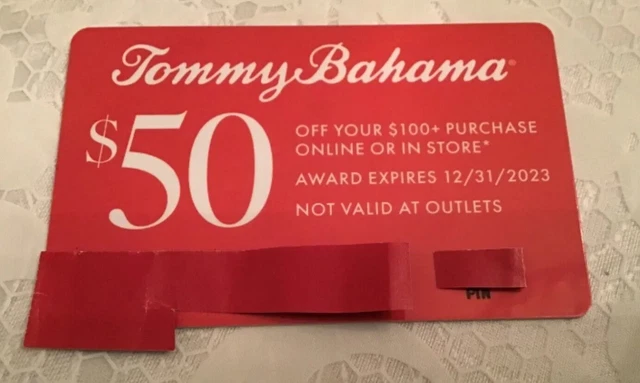 Tommy Bahama
$50
OFF YOUR $100+ PURCHASE
ONLINE OR IN STORE*
AWARD EXPIRES 12/31/2023
NOT VALID AT OUTLETS
PIN